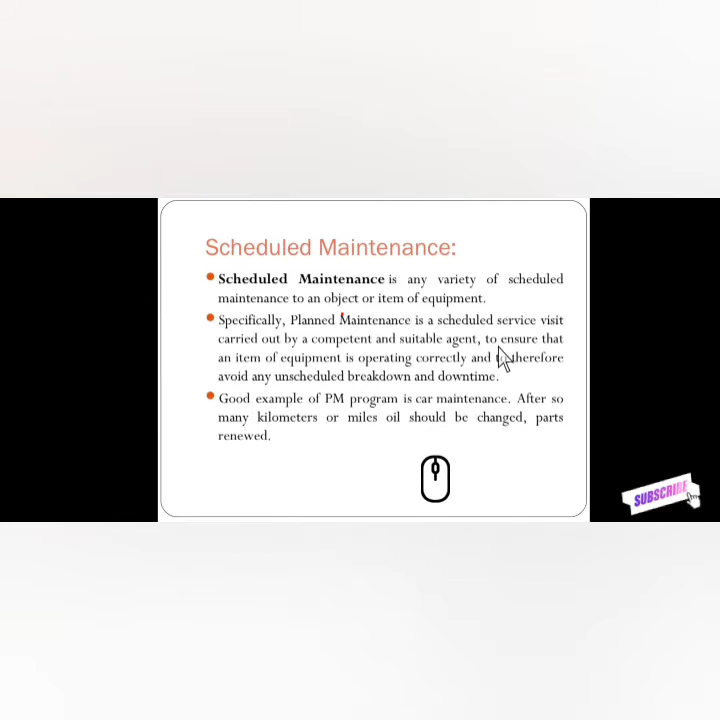 Scheduled Maintenance:
Scheduled Maintenance is any variety of scheduled
maintenance to an object or item of equipment.
Specifically, Planned Maintenance is a scheduled service visit
carried out by a competent and suitable agent, to ensure that
an item of equipment is operating correctly and to therefore
avoid any unscheduled breakdown and downtime.
Good example of PM program is car maintenance. After so
many kilometers or miles oil should be changed, parts
renewed.
SUBSCRIBE